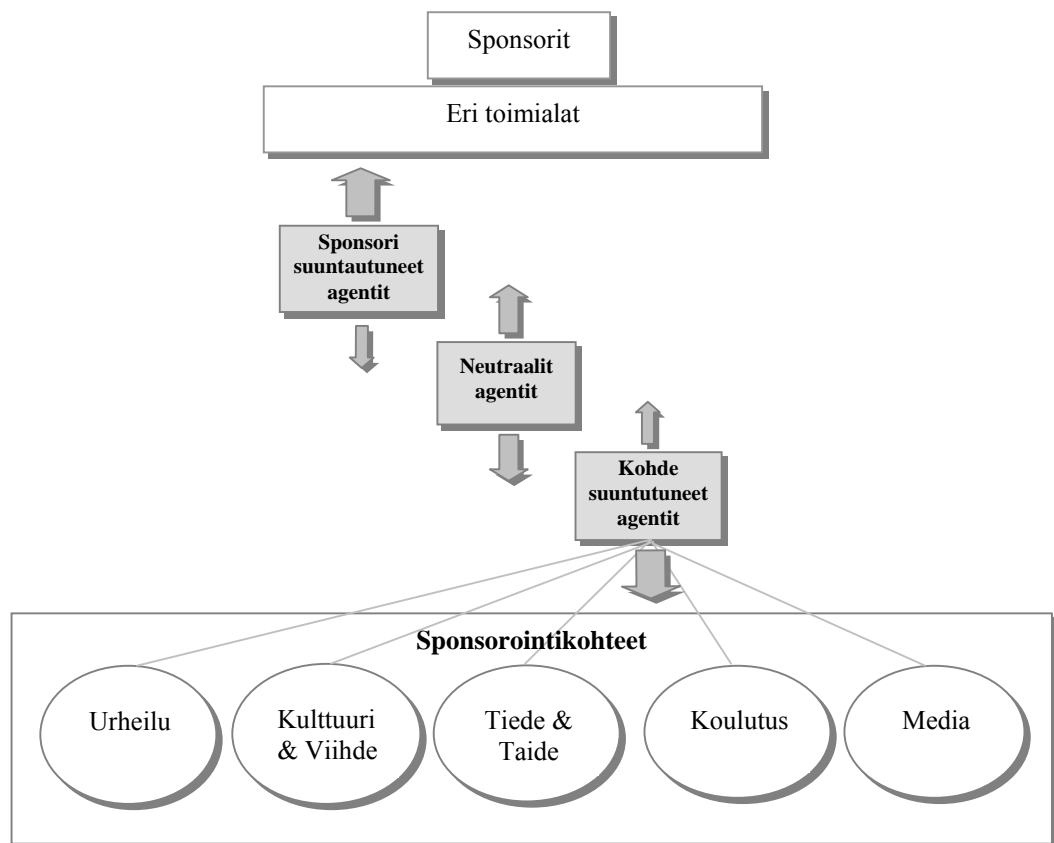 Sponsorit
Eri toimialat
Sponsori
suuntautuneet
agentit
Neutraalit
agentit
Kohde
suuntutuneet
agentit
Sponsorointikohteet
Urheilu
Kulttuuri
& Viihde
Tiede &
Taide
Koulutus
Media